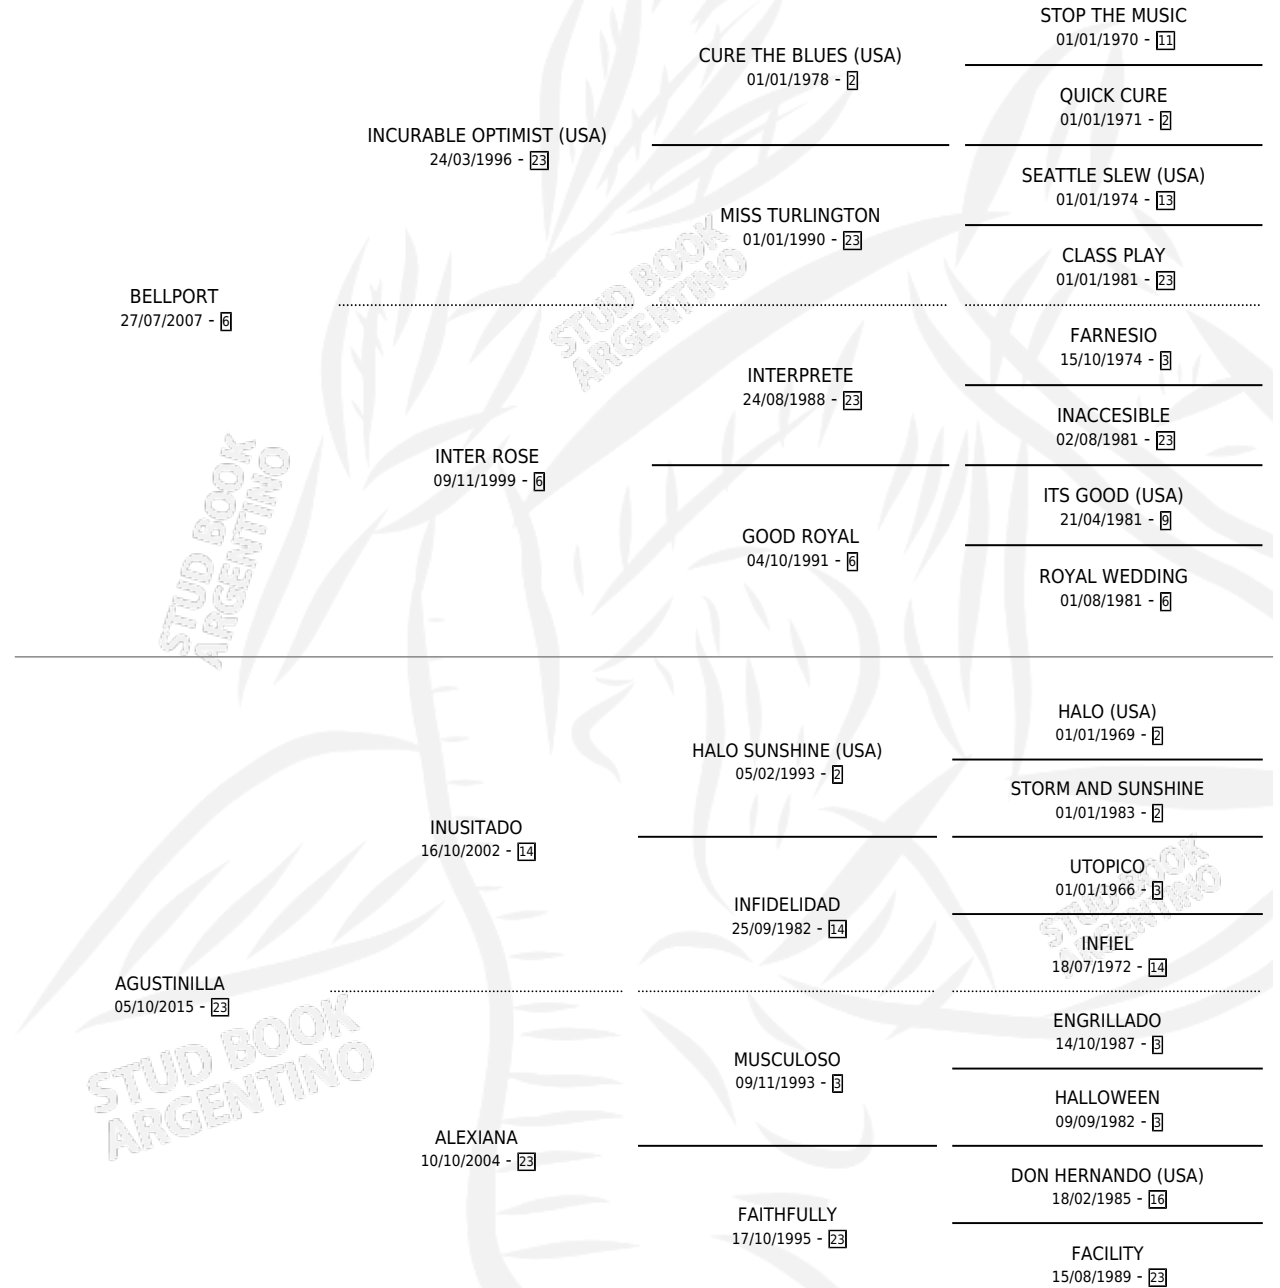 STOP THE MUSIC
01/01/1970 - 11
CURE THE BLUES (USA)
01/01/1978 - 2
QUICK CURE
01/01/1971 - 2
INCURABLE OPTIMIST (USA)
24/03/1996 - 23
SEATTLE SLEW (USA)
01/01/1974 - 13
MISS TURLINGTON
01/01/1990 - 23
CLASS PLAY
01/01/1981 - 23
BELLPORT
27/07/2007 - 6
STUD BOOK
ARGENTINO
FARNESIO
15/10/1974 - 3
INTERPRETE
24/08/1988 - 23
INACCESIBLE
02/08/1981 - 23
INTER ROSE
09/11/1999 - 6
ITS GOOD (USA)
21/04/1981 - 9
GOOD ROYAL
04/10/1991 - 6
ROYAL WEDDING
01/08/1981 - 6
STUD BOOK
ARGENTINO
HALO (USA)
01/01/1969 - 2
HALO SUNSHINE (USA)
05/02/1993 - 2
STORM AND SUNSHINE
01/01/1983 - 2
INUSITADO
16/10/2002 - 14
UTOPICO
01/01/1966 - 3
INFIDELIDAD
25/09/1982 - 14
STUD BOOK
ARGENTINO
INFIEL
18/07/1972 - 14
AGUSTINILLA
05/10/2015 - 23
STUD BOOK
ARGENTINO
ENGRILLADO
14/10/1987 - 3
MUSCULOSO
09/11/1993 - 3
HALLOWEEN
09/09/1982 - 3
ALEXIANA
10/10/2004 - 23
DON HERNANDO (USA)
18/02/1985 - 16
FAITHFULLY
17/10/1995 - 23
FACILITY
15/08/1989 - 23